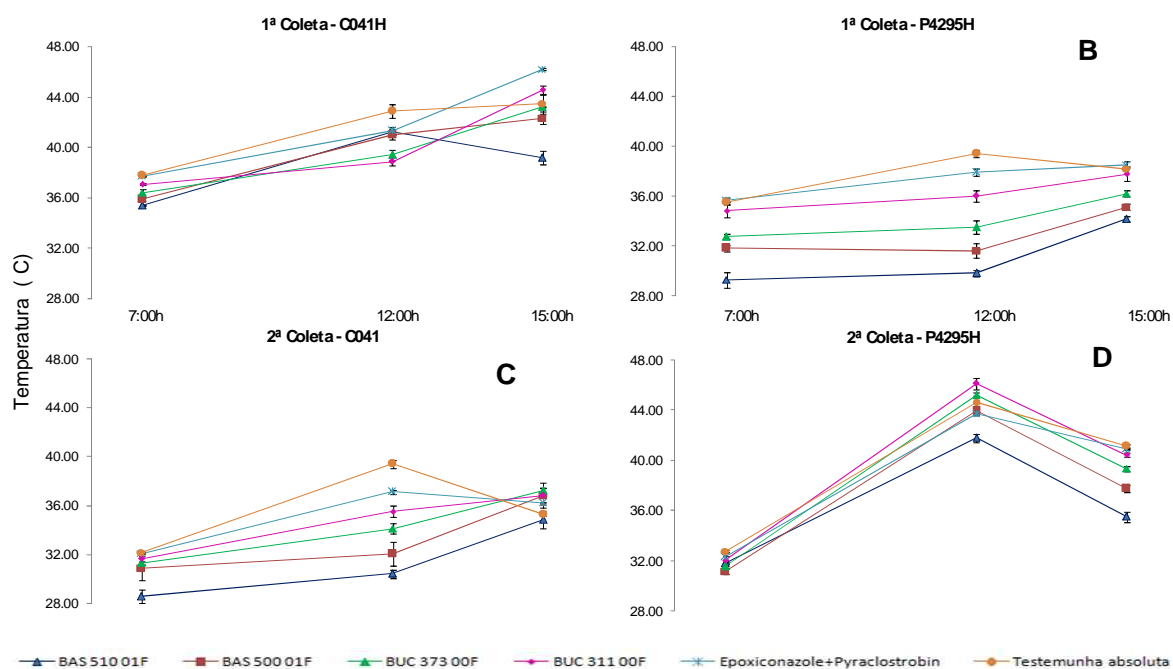 1ª Coleta - C041H
48.00
44.00
40.00
36.00
32.00
28.00
7:00h 12:00h 15:00h
1ª Coleta - P4295H
B
48.00
44.00
40.00
36.00
32.00
28.00
7:00h 12:00h 15:00h
Temperatura ( C)
2ª Coleta - C041
C
48.00
44.00
40.00
36.00
32.00
28.00
2ª Coleta - P4295H
D
48.00
44.00
40.00
36.00
32.00
28.00
BAS 510 01F BAS 500 01F BUC 373 00F BUC 311 00F Epoxiconazole+Pyraclostrobin Testemunha absoluta